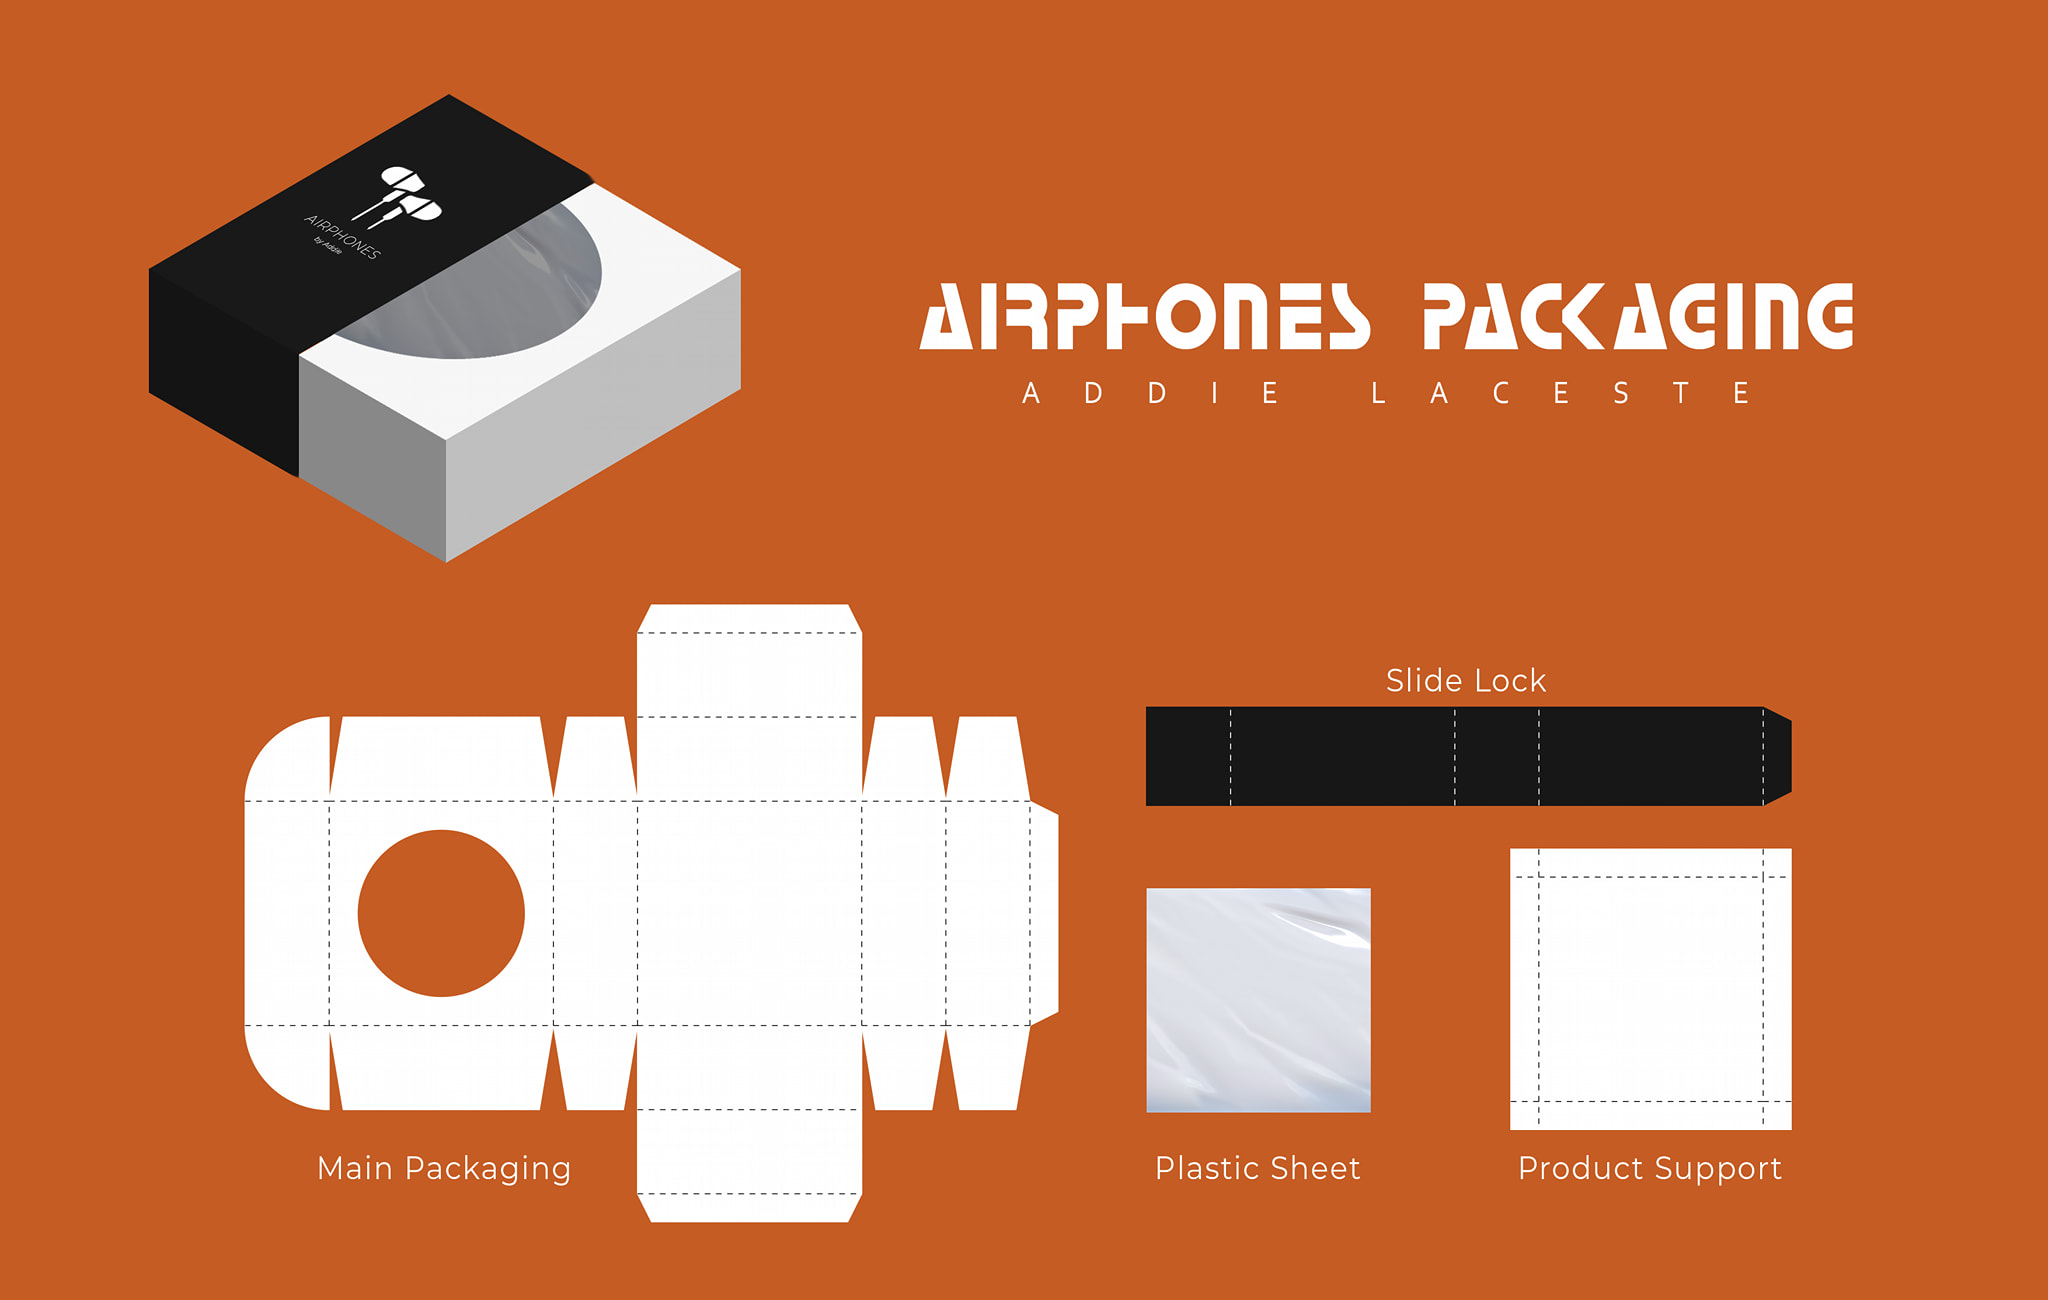 AIRPHONES
by Addie
AIRPHONES PACKAGING
ADDIE LACESTE
Slide Lock
Main Packaging
Plastic Sheet
Product Support